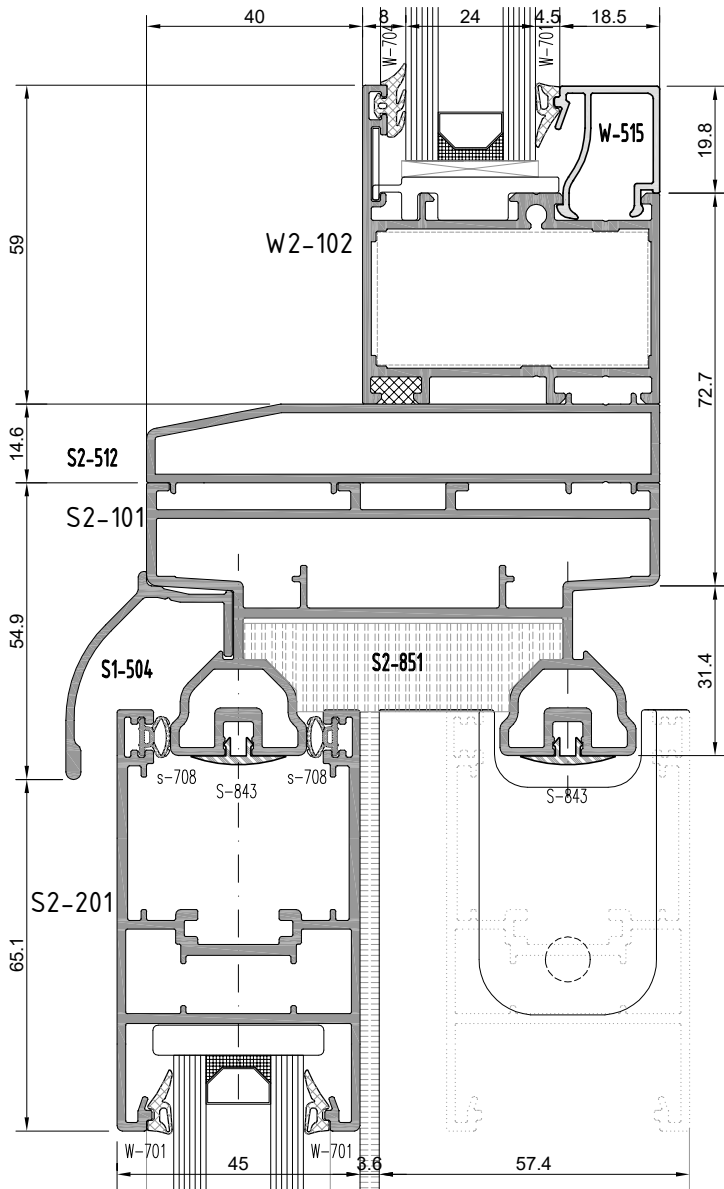 40
8
24
4.5
18.5
W-704
W-701
W-515
19.8
59
W2-102
72.7
14.6
S2-512
S2-101
54.9
S1-504
S2-851
31.4
s-708
s-708
S-843
S-843
S2-201
65.1
W-701
W-701
45
3.6
57.4